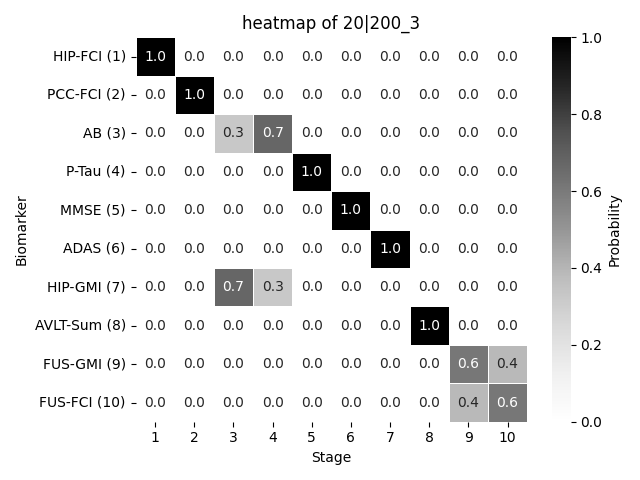 heatmap of 20|200_3
HIP-FCI (1) 1.0 0.0 0.0 0.0 0.0 0.0 0.0 0.0 0.0 0.0
PCC-FCI (2) 0.0 1.0 0.0 0.0 0.0 0.0 0.0 0.0 0.0 0.0
AB (3) 0.0 0.0 0.3 0.7 0.0 0.0 0.0 0.0 0.0 0.0
P-Tau (4) 0.0 0.0 0.0 0.0 1.0 0.0 0.0 0.0 0.0 0.0
MMSE (5) 0.0 0.0 0.0 0.0 0.0 1.0 0.0 0.0 0.0 0.0
ADAS (6) 0.0 0.0 0.0 0.0 0.0 0.0 1.0 0.0 0.0 0.0
HIP-GMI (7) 0.0 0.0 0.7 0.3 0.0 0.0 0.0 0.0 0.0 0.0
AVLT-Sum (8) 0.0 0.0 0.0 0.0 0.0 0.0 0.0 1.0 0.0 0.0
FUS-GMI (9) 0.0 0.0 0.0 0.0 0.0 0.0 0.0 0.0 0.6 0.4
FUS-FCI (10) 0.0 0.0 0.0 0.0 0.0 0.0 0.0 0.0 0.4 0.6
1 2 3 4 5 6 7 8 9 10
Stage
Biomarker
1.0
0.8
0.6
0.4
0.2
0.0
Probability